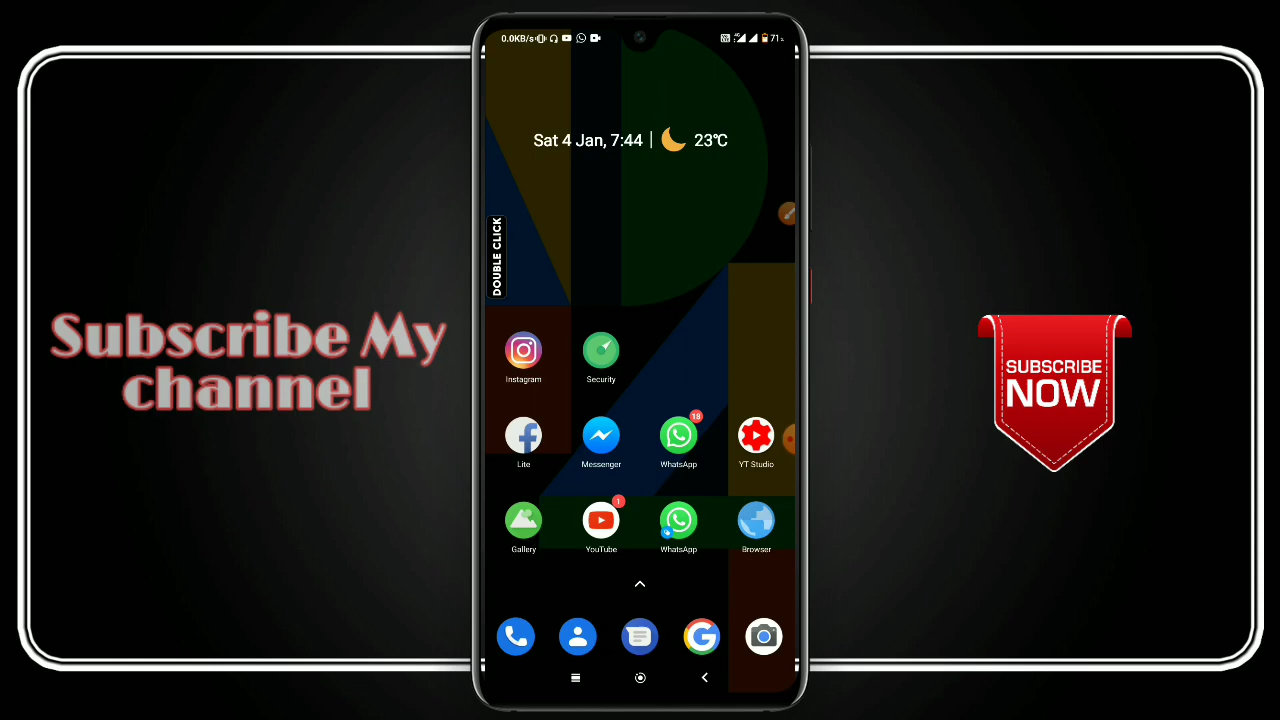 0.0KB/s
4G
71
Sat 4 Jan, 7:44
23℃
DOUBLE CLICK
Subscribe My
channel
SUBSCRIBE
NOW
Instagram
Security
18
Lite
Messenger
WhatsApp
YT Studio
1
Gallery
YouTube
WhatsApp
Browser